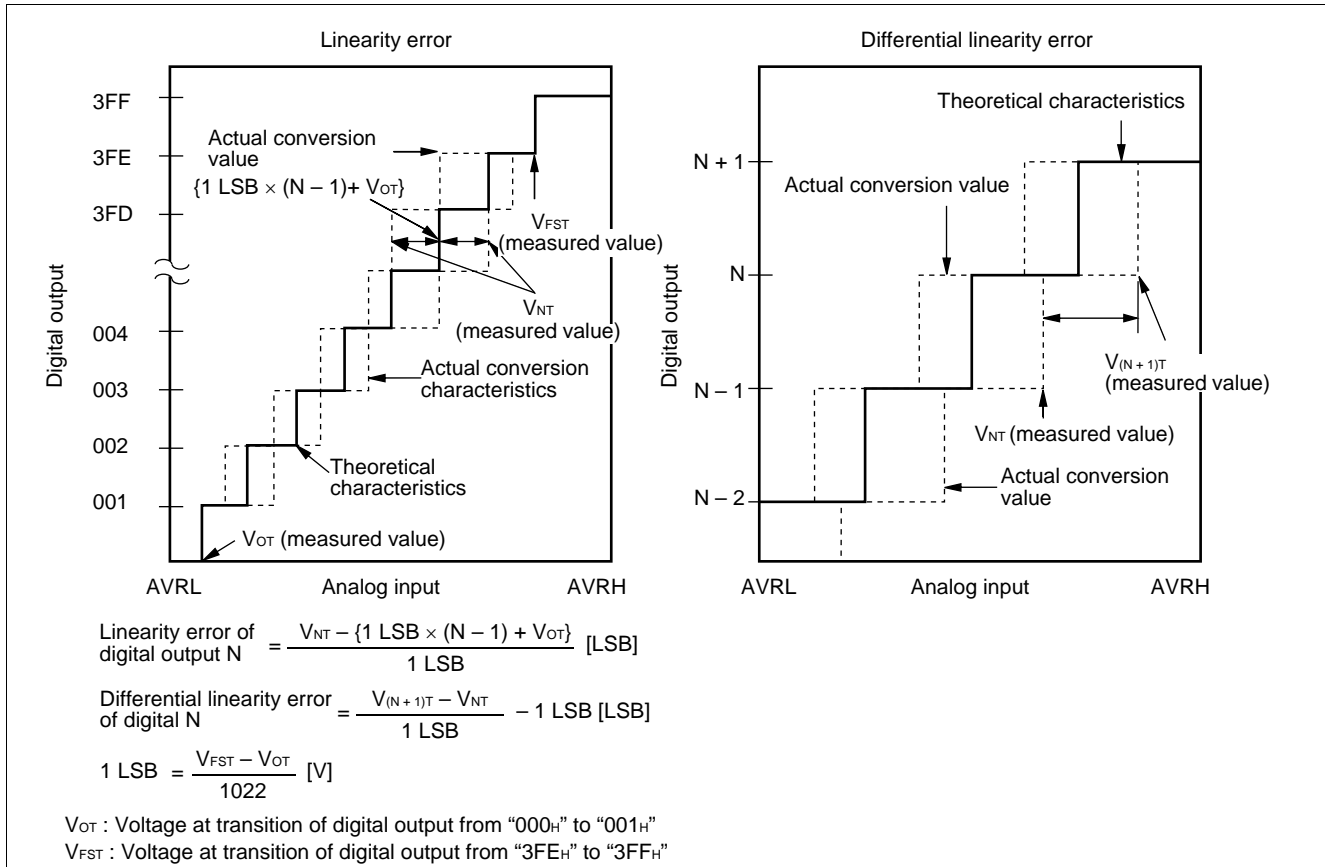 Linearity error
3FF
3FE
3FD
004
003
002
001
Digital output
Actual conversion
value
{1 LSB × (N – 1)+ VOT}
VFST
(measured value)
VNT
(measured value)
Actual conversion
characteristics
Theoretical
characteristics
VOT (measured value)
AVRL
Analog input
AVRH
Differential linearity error
Theoretical characteristics
N + 1
Actual conversion value
N
N – 1
N – 2
Digital output
V(N + 1)T
(measured value)
VNT (measured value)
Actual conversion
value
AVRL
Analog input
AVRH
Linearity error of
digital output N
= VNT – {1 LSB × (N – 1) + VOT}
1 LSB
[LSB]
Differential linearity error
of digital N
= V(N + 1)T – VNT
1 LSB
– 1 LSB [LSB]
1 LSB = VFST – VOT
1022
[V]
VOT : Voltage at transition of digital output from “000H” to “001H”
VFST : Voltage at transition of digital output from “3FEH” to “3FFH”